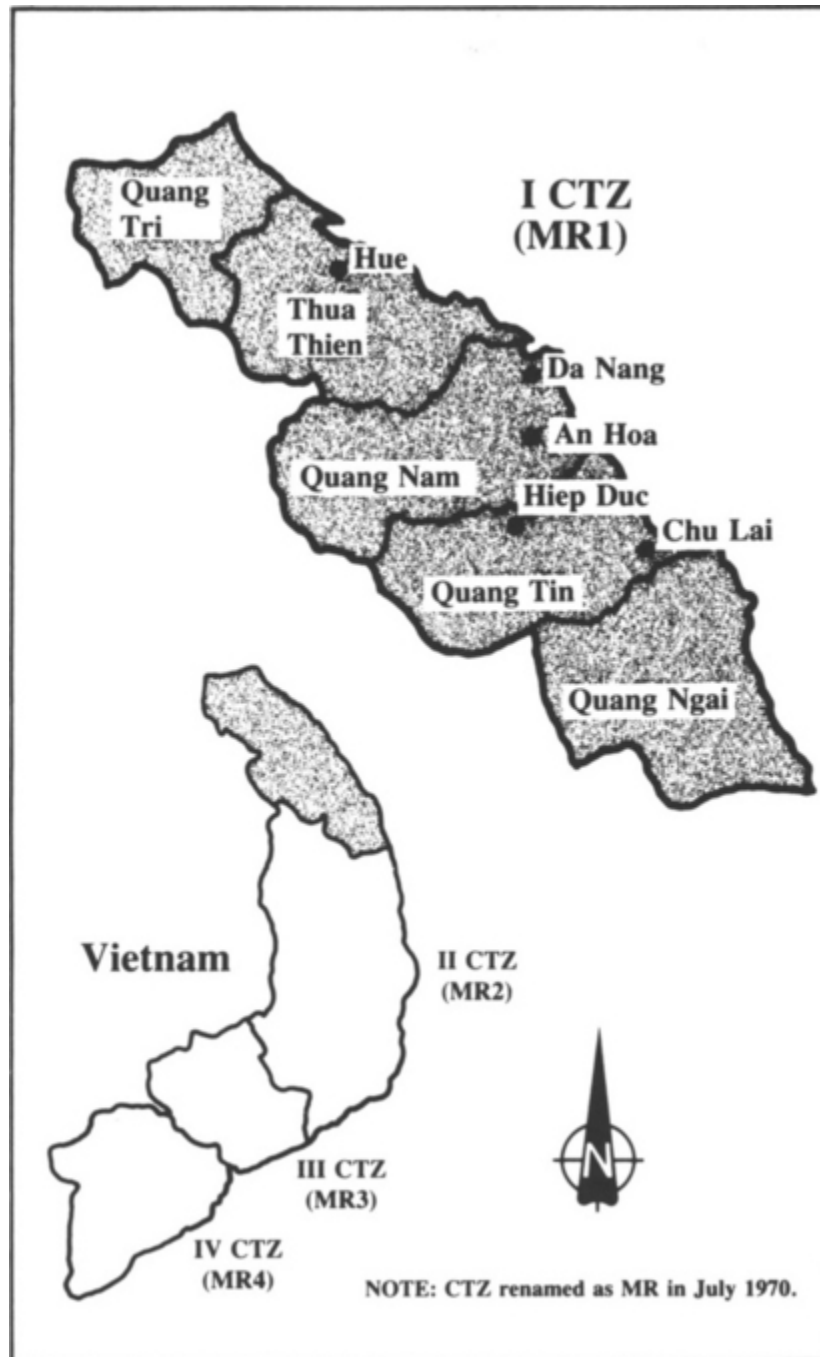 I CTZ
(MR1)
Quang
Tri
Hue
Thua
Thien
Da Nang
An Hoa
Quang Nam
Hiep Duc
Chu Lai
Quang Tin
Quang Ngai
Vietnam
II CTZ
(MR2)
III CTZ
(MR3)
IV CTZ
(MR4)
N
NOTE: CTZ renamed as MR in July 1970.